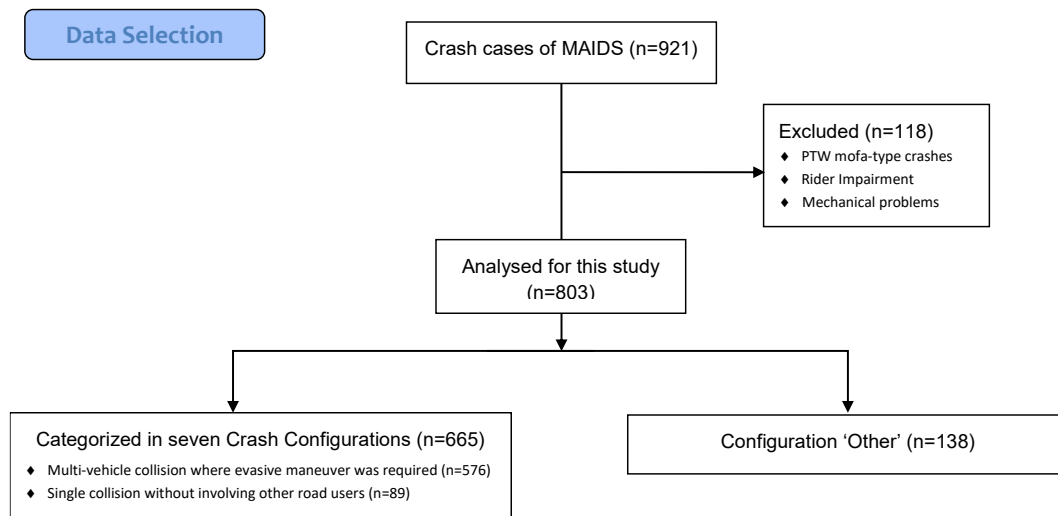 Data Selection
Crash cases of MAIDS (n=921)
Excluded (n=118)
♦ PTW mofa-type crashes
♦ Rider Impairment
♦ Mechanical problems
Analysed for this study
(n=803)
Categorized in seven Crash Configurations (n=665)
♦ Multi-vehicle collision where evasive maneuver was required (n=576)
♦ Single collision without involving other road users (n=89)
Configuration ‘Other’ (n=138)